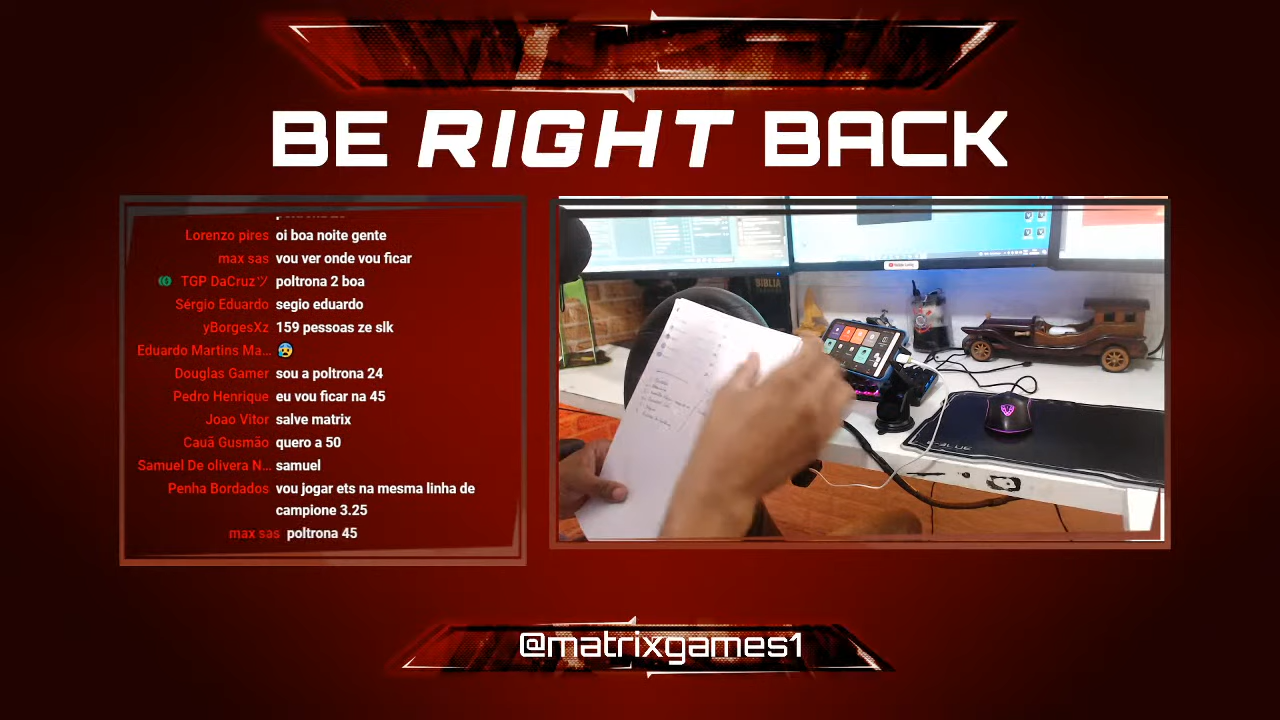 BE RIGHT BACK
Lorenzo pires oi boa noite gente
max sas vou ver onde vou ficar
TGP DaCruzツ poltrona 2 boa
Sérgio Eduardo segio eduardo
yBorgesXz 159 pessoas ze slk
Eduardo Martins Ma... 😰
Douglas Gamer sou a poltrona 24
Pedro Henrique eu vou ficar na 45
Joao Vitor salve matrix
Cauã Gusmão quero a 50
Samuel De olivera N... samuel
Penha Bordados vou jogar ets na mesma linha de
campione 3.25
max sas poltrona 45
BIBLIA
@matrixgames1